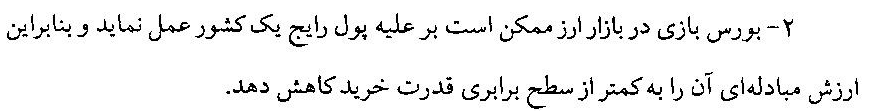 ۲- بورس بازی در بازار ارز ممکن است بر علیه پول رایج یک کشور عمل نماید و بنابراین
ارزش مبادله‌ای آن را به کمتر از سطح برابری قدرت خرید کاهش دهد.